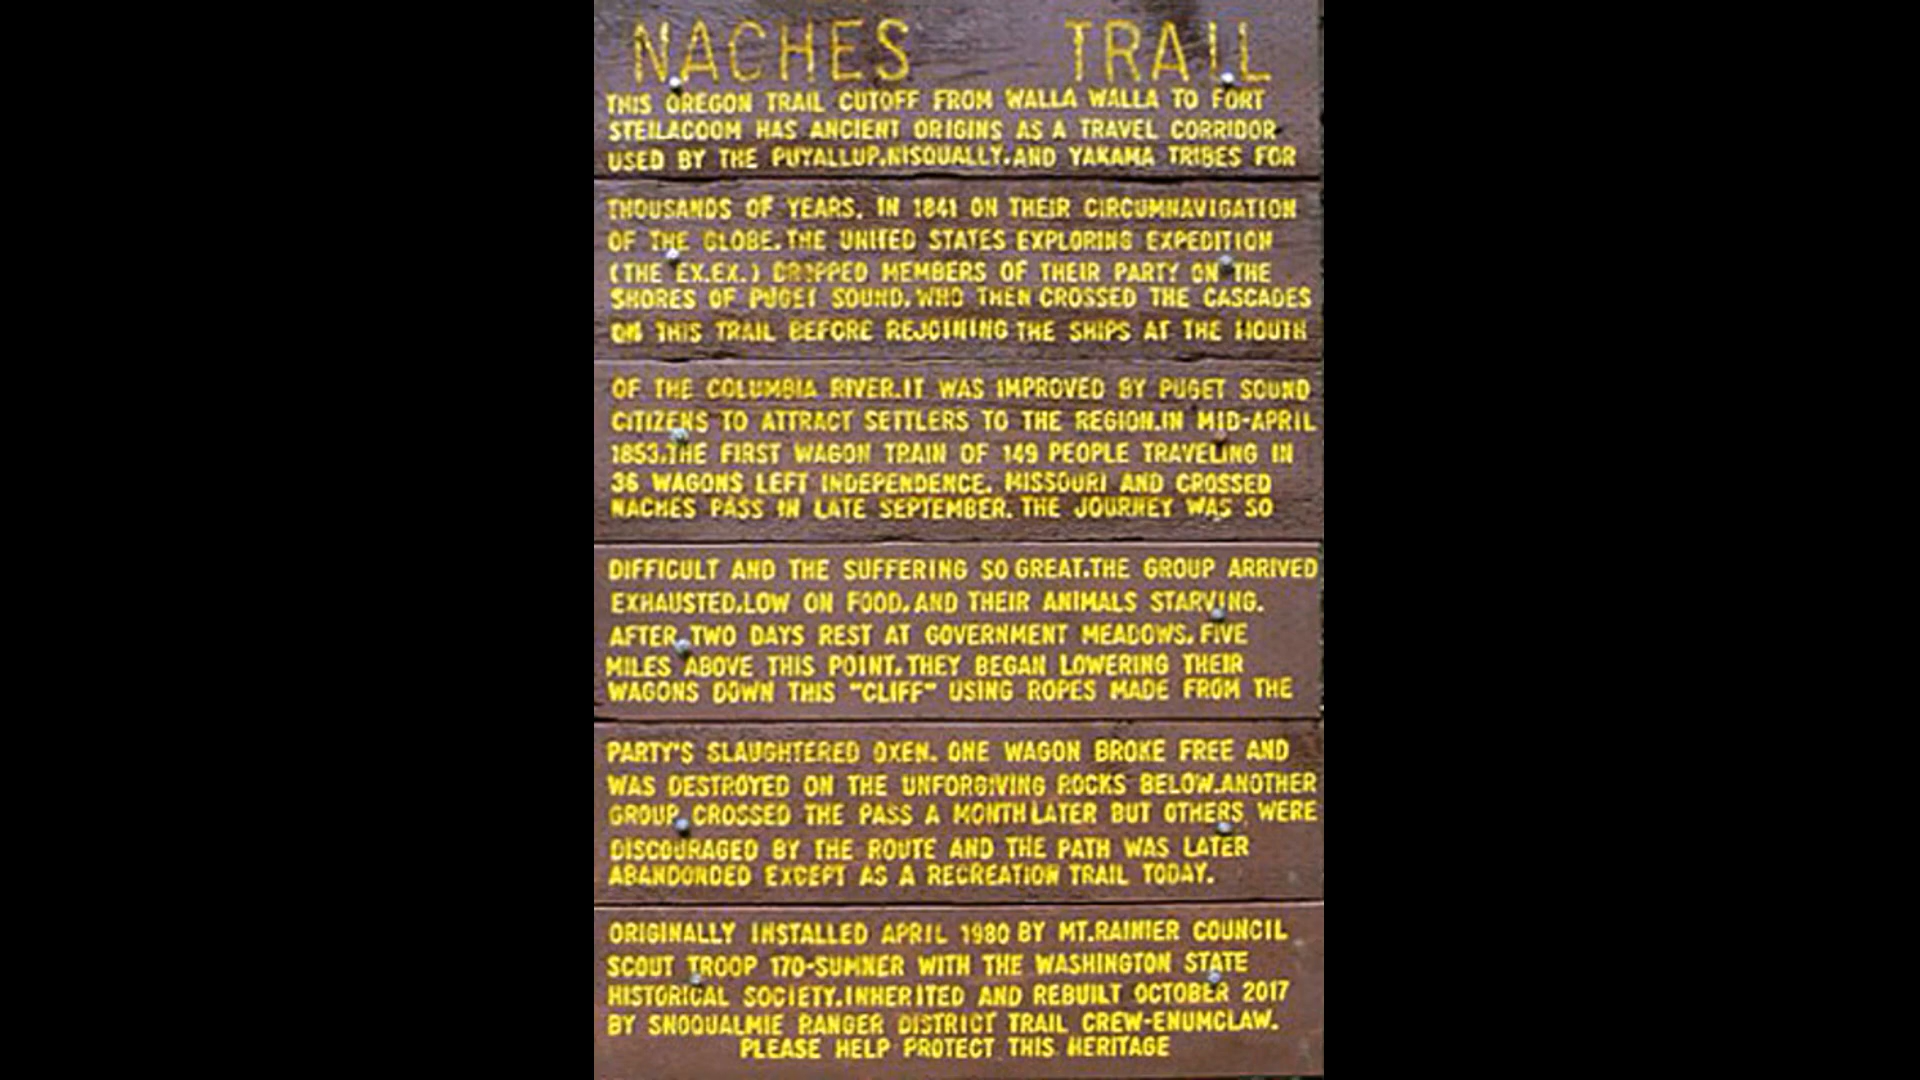 NACHES TRAIL
THIS OREGON TRAIL CUTOFF FROM WALLA WALLA TO FORT
STEILACOOM HAS ANCIENT ORIGINS AS A TRAVEL CORRIDOR
USED BY THE PUYALLUP,NISQUALLY,AND YAKAMA TRIBES FOR
THOUSANDS OF YEARS. IN 1841 ON THEIR CIRCUMNAVIGATION
OF THE GLOBE,THE UNITED STATES EXPLORING EXPEDITION
(THE EX.EX.) DROPPED MEMBERS OF THEIR PARTY ON THE
SHORES OF PUGET SOUND, WHO THEN CROSSED THE CASCADES
ON THIS TRAIL BEFORE REJOINING THE SHIPS AT THE MOUTH
OF THE COLUMBIA RIVER.IT WAS IMPROVED BY PUGET SOUND
CITIZENS TO ATTRACT SETTLERS TO THE REGION.IN MID-APRIL
1853,THE FIRST WAGON TRAIN OF 149 PEOPLE TRAVELING IN
36 WAGONS LEFT INDEPENDENCE, MISSOURI AND CROSSED
NACHES PASS IN LATE SEPTEMBER. THE JOURNEY WAS SO
DIFFICULT AND THE SUFFERING SO GREAT,THE GROUP ARRIVED
EXHAUSTED,LOW ON FOOD, AND THEIR ANIMALS STARVING.
AFTER TWO DAYS REST AT GOVERNMENT MEADOWS, FIVE
MILES ABOVE THIS POINT, THEY BEGAN LOWERING THEIR
WAGONS DOWN THIS "CLIFF" USING ROPES MADE FROM THE
PARTY'S SLAUGHTERED OXEN. ONE WAGON BROKE FREE AND
WAS DESTROYED ON THE UNFORGIVING ROCKS BELOW.ANOTHER
GROUP CROSSED THE PASS A MONTH LATER BUT OTHERS WERE
DISCOURAGED BY THE ROUTE AND THE PATH WAS LATER
ABANDONDED EXCEPT AS A RECREATION TRAIL TODAY.
ORIGINALLY INSTALLED APRIL 1980 BY MT.RAINIER COUNCIL
SCOUT TROOP 170-SUMNER WITH THE WASHINGTON STATE
HISTORICAL SOCIETY.INHERITED AND REBUILT OCTOBER 2017
BY SNOQUALMIE RANGER DISTRICT TRAIL CREW-ENUMCLAW.
PLEASE HELP PROTECT THIS HERITAGE